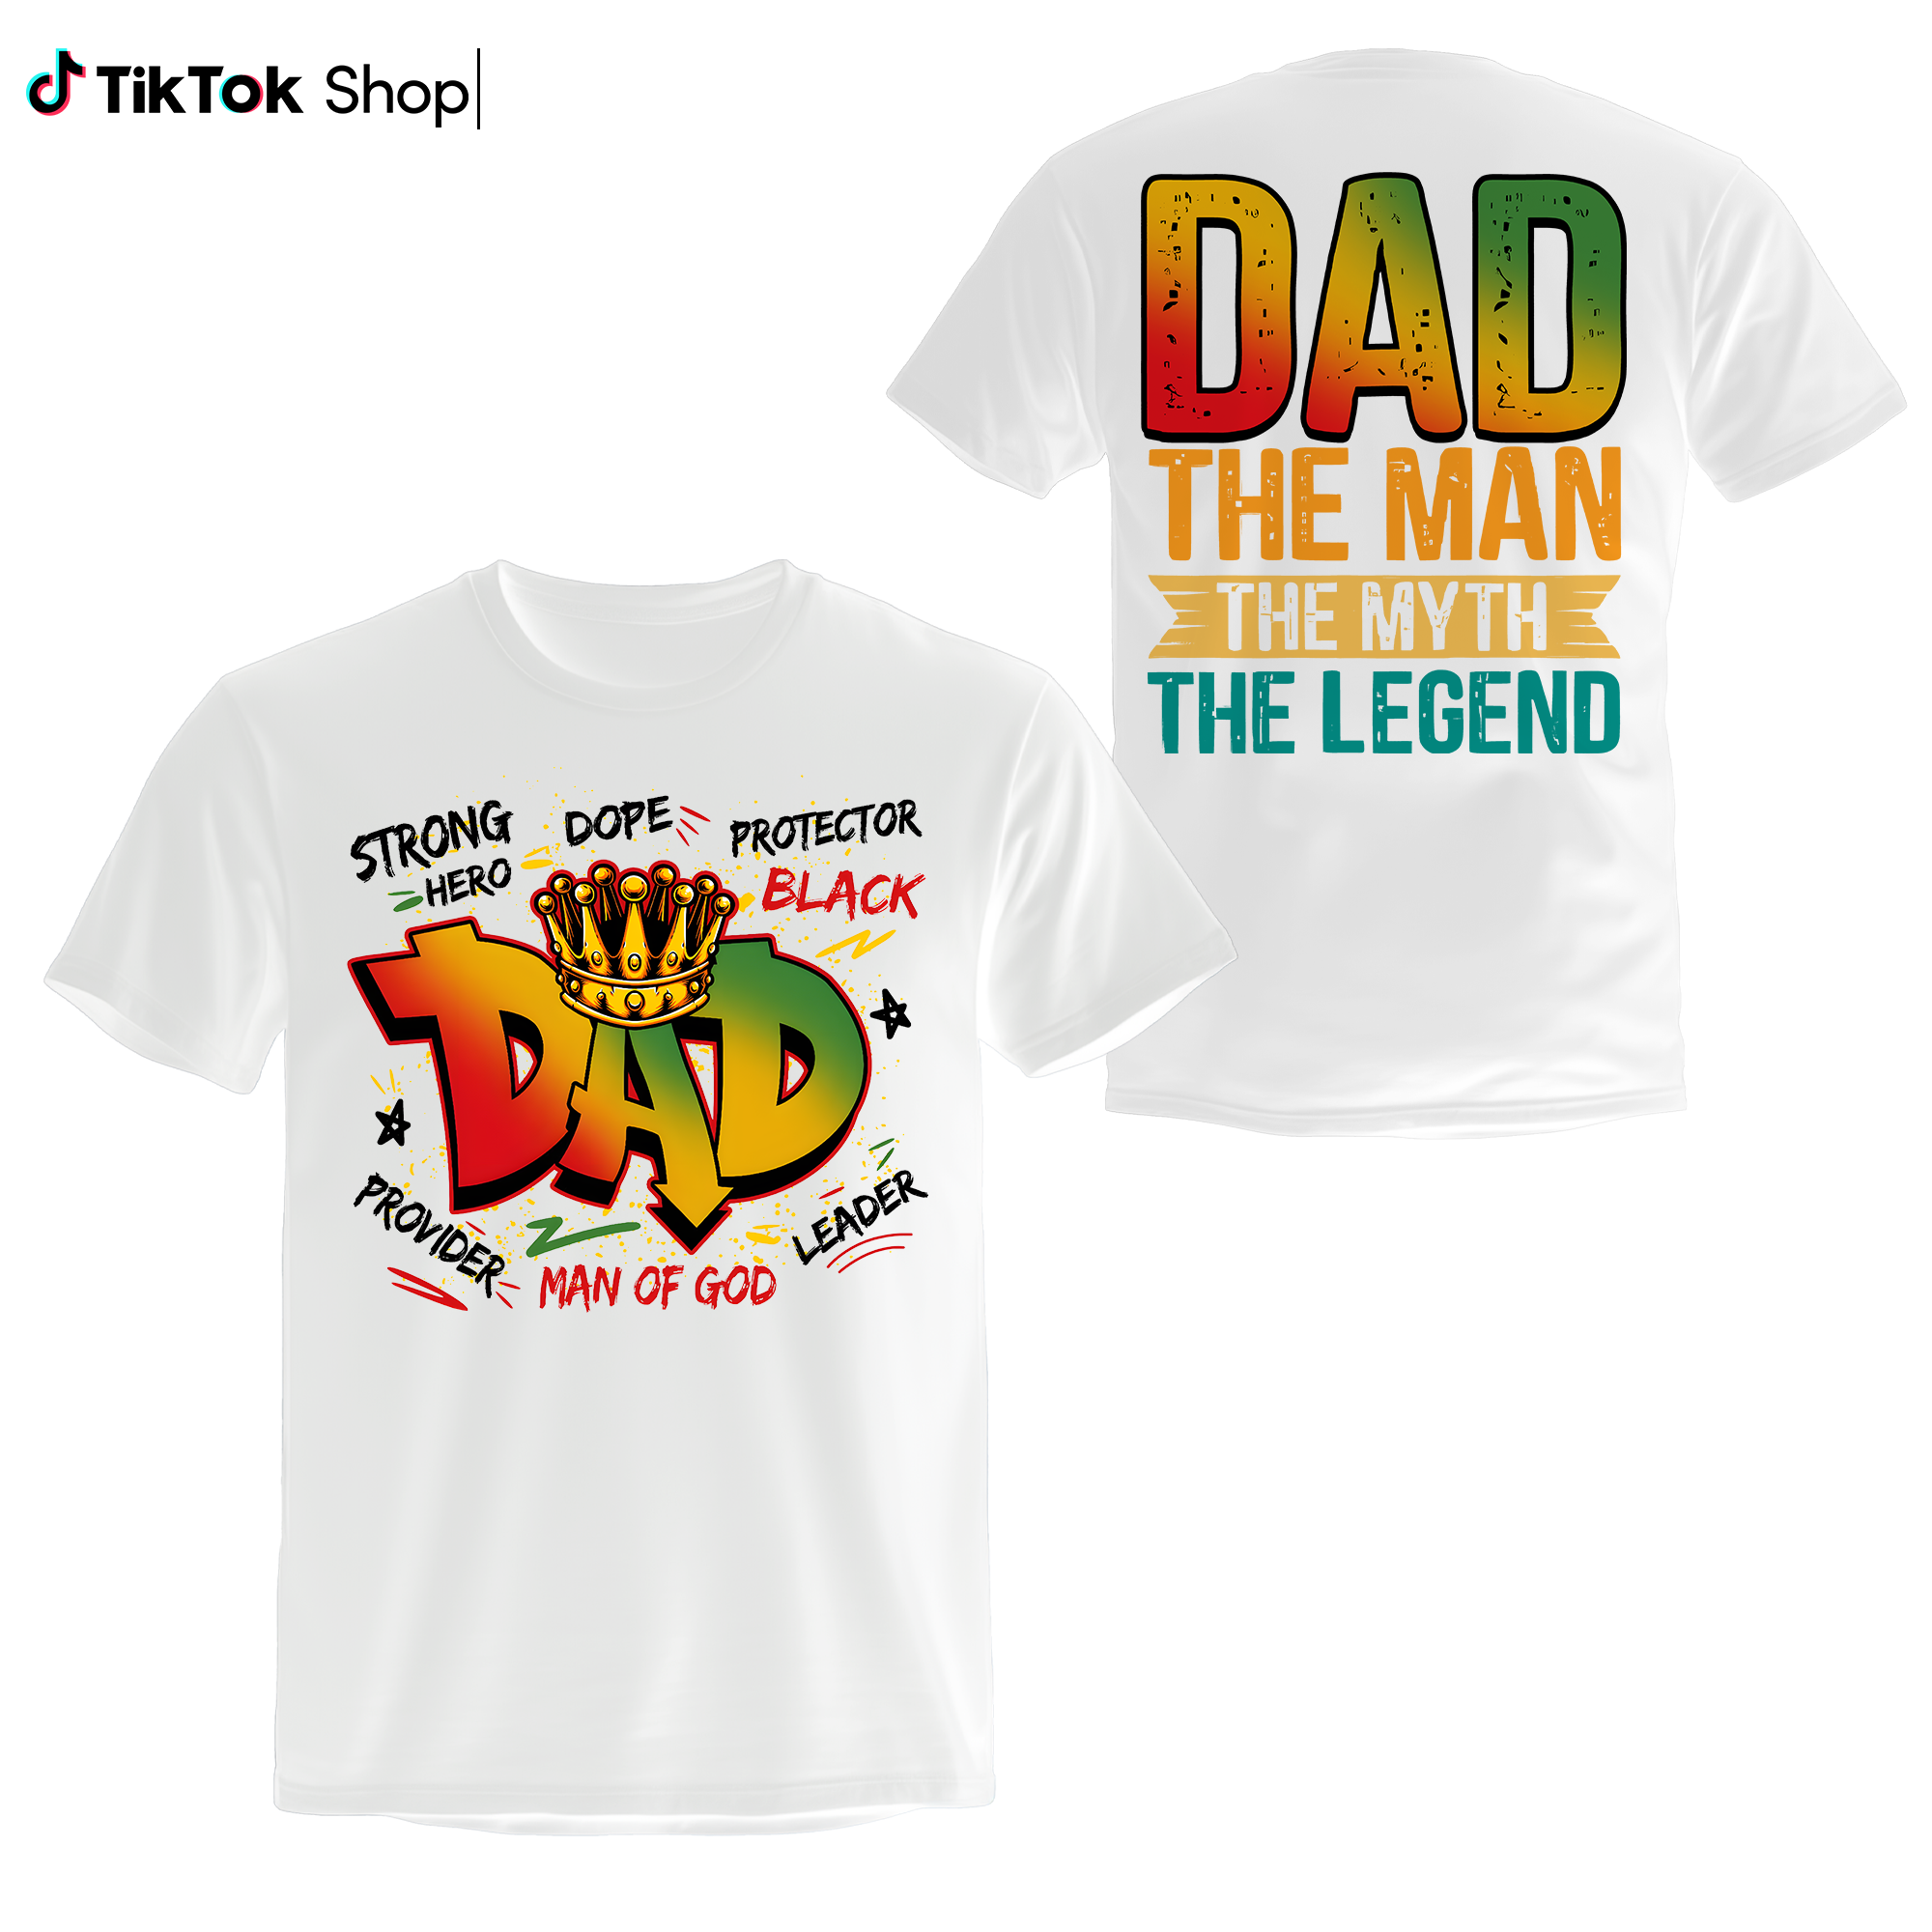 TikTok Shop
DAD
THE MAN
THE MYTH
THE LEGEND
STRONG
DOPE
PROTECTOR
HERO
BLACK
DAD
PROVIDER
LEADER
MAN OF GOD